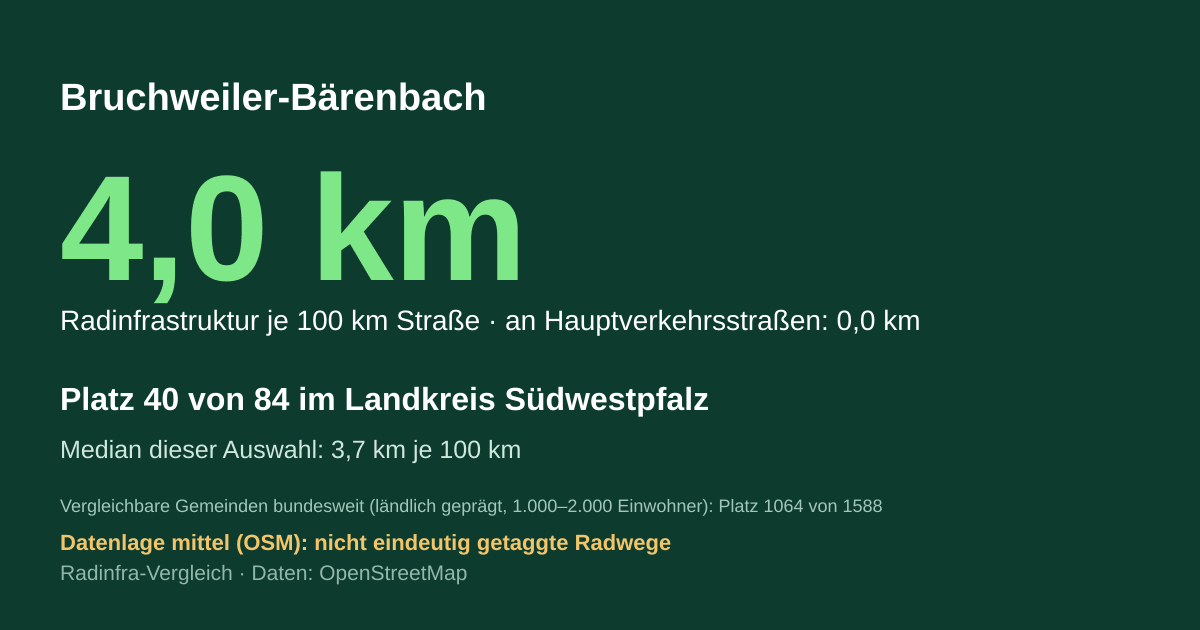 Bruchweiler-Bärenbach
4,0 km
Radinfrastruktur je 100 km Straße · an Hauptverkehrsstraßen: 0,0 km
Platz 40 von 84 im Landkreis Südwestpfalz
Median dieser Auswahl: 3,7 km je 100 km
Vergleichbare Gemeinden bundesweit (ländlich geprägt, 1.000–2.000 Einwohner): Platz 1064 von 1588
Datenlage mittel (OSM): nicht eindeutig getaggte Radwege
Radinfra-Vergleich · Daten: OpenStreetMap